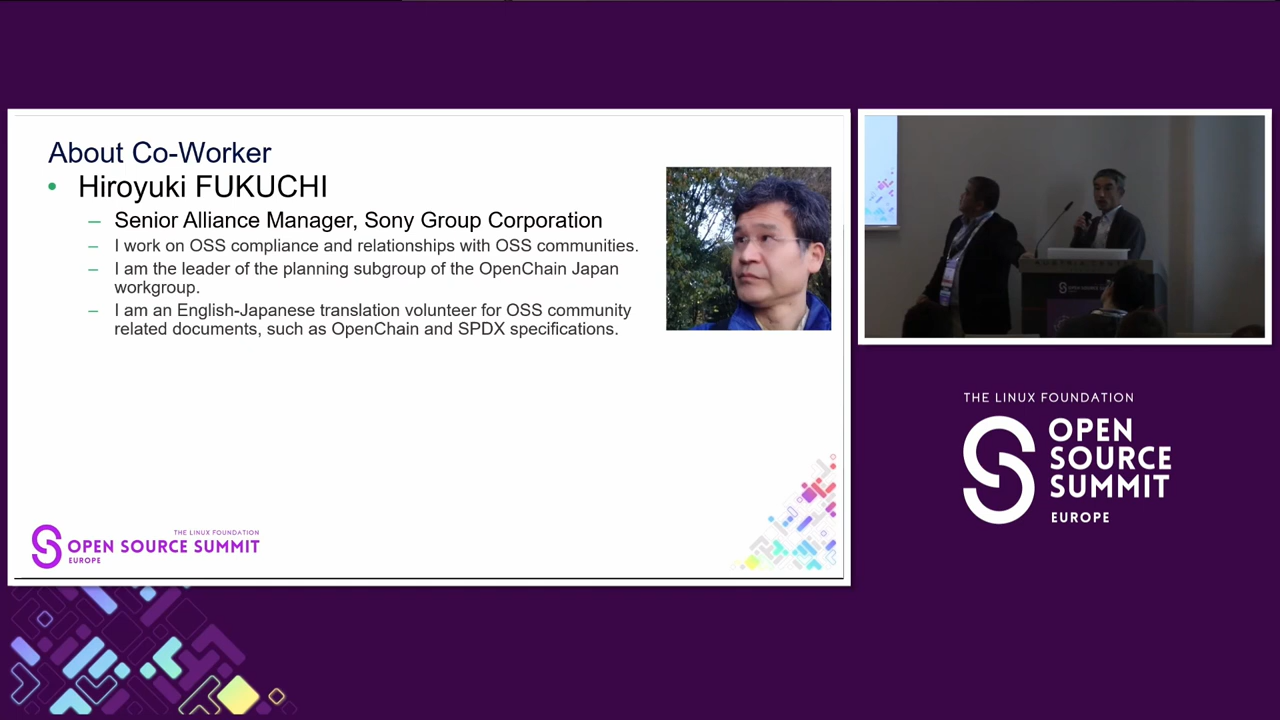 About Co-Worker
• Hiroyuki FUKUCHI
– Senior Alliance Manager, Sony Group Corporation
– I work on OSS compliance and relationships with OSS communities.
– I am the leader of the planning subgroup of the OpenChain Japan
workgroup.
– I am an English-Japanese translation volunteer for OSS community
related documents, such as OpenChain and SPDX specifications.
THE LINUX FOUNDATION
OPEN SOURCE SUMMIT
EUROPE
OPEN SOURCE SUMMIT
THE LINUX FOUNDATION
OPEN
SOURCE
SUMMIT
EUROPE